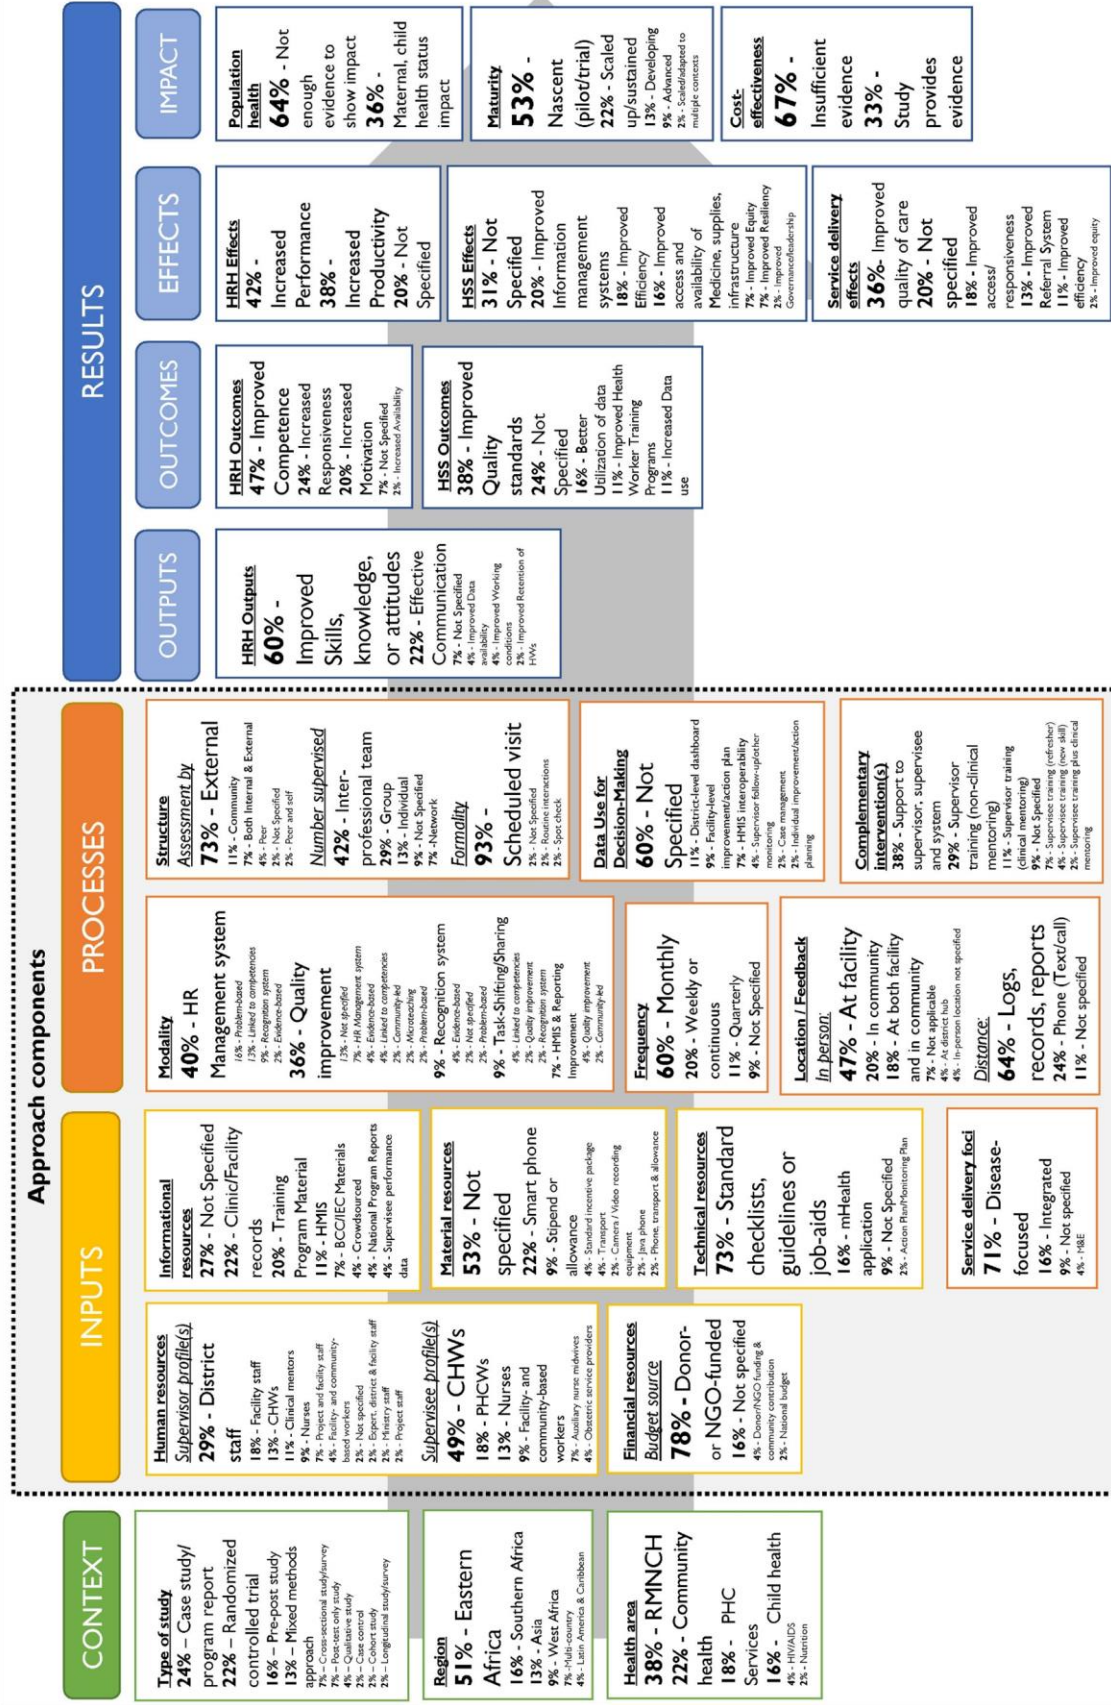 Approach components
CONTEXT
INPUTS
PROCESSES
RESULTS
OUTPUTS
OUTCOMES
EFFECTS
IMPACT
Type of study
24% – Case study/
program report
22% – Randomized
controlled trial
16% – Pre-post study
13% – Mixed methods
approach
7% – Cross-sectional study/survey
7% – Post-test only study
4% – Qualitative study
2% – Case control
2% – Cohort study
2% – Longitudinal study/survey
Region
51% - Eastern
Africa
16% - Southern Africa
13% - Asia
9% - West Africa
7% -Multi-country
4% - Latin America & Caribbean
Health area
38% - RMNCH
22% - Community
health
18% - PHC
Services
16% - Child health
4% - HIV/AIDS
2% - Nutrition
Human resources
Supervisor profile(s)
29% - District
staff
18% - Facility staff
13% - CHVs
11% - Clinical mentors
9% - Nurses
7% - Project and facility staff
4% - Facility- and community-
based workers
2% - Not specified
2% - Expert, district & facility staff
2% - Ministry staff
2% - Project staff
Supervisee profile(s)
49% - CHWs
18% - PHCWs
13% - Nurses
9% - Facility- and
community-based
workers
7% - Auxiliary nurse midwives
4% - Obstetric service providers
Financial resources
Budget source
78% - Donor-
or NGO-funded
16% - Not specified
4% - Donor/NGO funding &
community contribution
2% - National budget
Informational
resources
27% - Not Specified
22% - Clinic/Facility
records
20% - Training
Program Material
11% - HMIS
7% - BCC/IEC Materials
4% - Crowdsourced
4% - National Program Reports
4% - Supervisee performance
data
Material resources
53% - Not
specified
22% - Smart phone
9% - Stipend or
allowance
4% - Standard incentive package
4% - Transport
2% - Camera / Video recording
equipment
2% - Java phone
2% - Phone, transport & allowance
Technical resources
73% - Standard
checklists,
guidelines or
job-aids
16% - mHealth
application
9% - Not Specified
2% - Action Plan/Monitoring Plan
Service delivery foci
71% - Disease-
focused
16% - Integrated
9% - Not specified
4% - M&E
Modality
40% - HR
Management system
16% - Problem-based
13% - Linked to competencies
9% - Recognition system
2% - Evidence-based
36% - Quality
improvement
13% - Not specified
7% - HR Management system
4% - Evidence-based
4% - Linked to competencies
2% - Community-led
2% - Microteaching
2% - Problem-based
9% - Recognition system
4% - Evidence-based
2% - Not specified
2% - Problem-based
9% - Task-Shifting/Sharing
4% - Linked to competencies
2% - Quality improvement
2% - Recognition system
7% - HMIS & Reporting
Improvement
4% - Quality improvement
2% - Community-led
Frequency
60% - Monthly
20% - Weekly or
continuous
11% - Quarterly
9% - Not Specified
Location / Feedback
In person:
47% - At facility
20% - In community
18% - At both facility
and in community
7% - Not applicable
4% - At district hub
4% - In-person location not specified
Distance:
64% - Logs,
records, reports
24% - Phone (Text/call)
11% - Not specified
Structure
Assessment by
73% - External
11% - Community
7% - Both Internal & External
4% - Peer
2% - Not Specified
2% - Peer and self
Number supervised
42% - Inter-
professional team
29% - Group
13% - Individual
9% - Not Specified
7% -Network
Formality
93% -
Scheduled visit
2% - Not Specified
2% - Routine interactions
2% - Spot check
Data Use for
Decision-Making
60% - Not
Specified
11% - District-level dashboard
9% - Facility-level
improvement/action plan
7% - HMIS interoperability
4% - Supervisor follow-up/other
monitoring
2% - Case management
2% - Individual improvement/action
planning
Complementary
intervention(s)
38% - Support to
supervisor, supervisee
and system
29% - Supervisor
training (non-clinical
mentoring)
11% - Supervisor training
(clinical mentoring)
9% - Not Specified
7% - Supervisee training (refresher)
4% - Supervisee training (new skill)
2% - Supervisee training plus clinical
mentoring
HRH Outputs
60% -
Improved
Skills,
knowledge,
or attitudes
22% - Effective
Communication
7% - Not Specified
4% - Improved Data
availability
4% - Improved Working
conditions
2% - Improved Retention of
HWs
HRH Outcomes
47% - Improved
Competence
24% - Increased
Responsiveness
20% - Increased
Motivation
7% - Not Specified
2% - Increased Availability
HSS Outcomes
38% - Improved
Quality
standards
24% - Not
Specified
16% - Better
Utilization of data
11% - Improved Health
Worker Training
Programs
11% - Increased Data
use
HRH Effects
42% -
Increased
Performance
38% -
Increased
Productivity
20% - Not
Specified
HSS Effects
31% - Not
Specified
20% - Improved
Information
management
systems
18% - Improved
Efficiency
16% - Improved
access and
availability of
Medicine, supplies,
infrastructure
7% - Improved Equity
7% - Improved Resiliency
2% - Improved
Governance/leadership
Service delivery
effects
36%- Improved
quality of care
20% - Not
specified
18% - Improved
access/
responsiveness
13% - Improved
Referral System
11% - Improved
efficiency
2% - Improved equity
Population
health
64% - Not
enough
evidence to
show impact
36% -
Maternal, child
health status
impact
Maturity
53% -
Nascent
(pilot/trial)
22% - Scaled
up/sustained
13% - Developing
9% - Advanced
2% - Scaled/adapted to
multiple contexts
Cost-
effectiveness
67% -
Insufficient
evidence
33% -
Study
provides
evidence